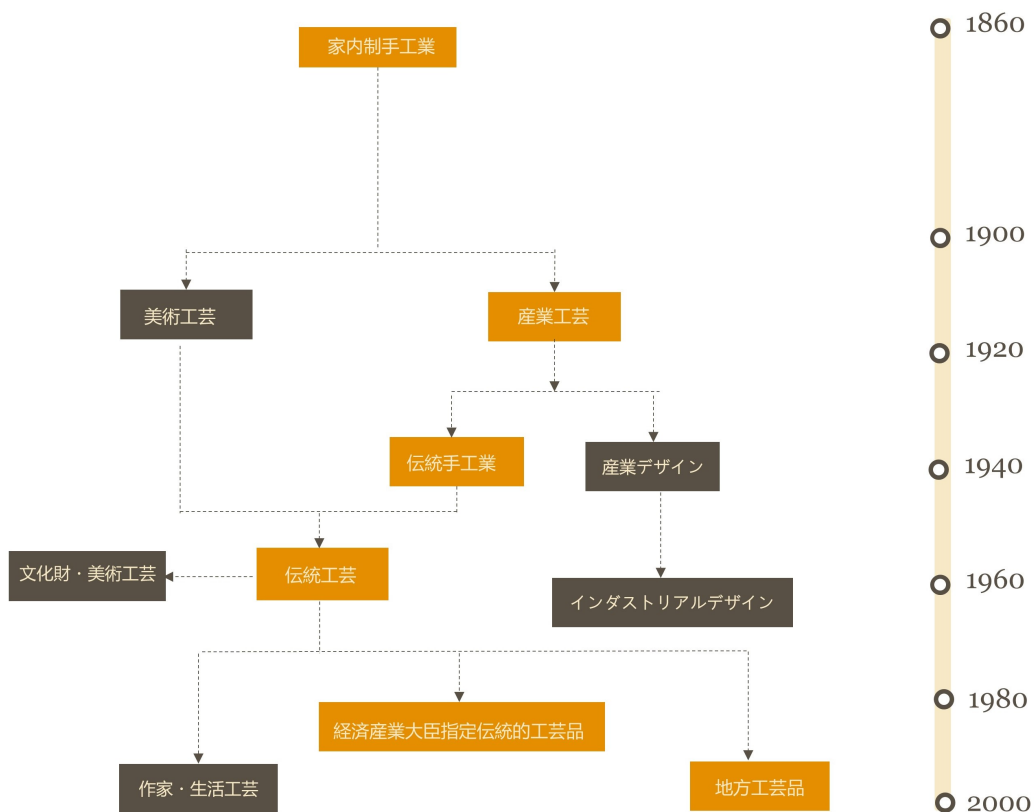 家内制手工業
1860
1900
美術工芸
産業工芸
1920
伝統手工業
産業デザイン
1940
文化財・美術工芸
伝統工芸
インダストリアルデザイン
1960
経済産業大臣指定伝統的工芸品
1980
作家・生活工芸
地方工芸品
2000